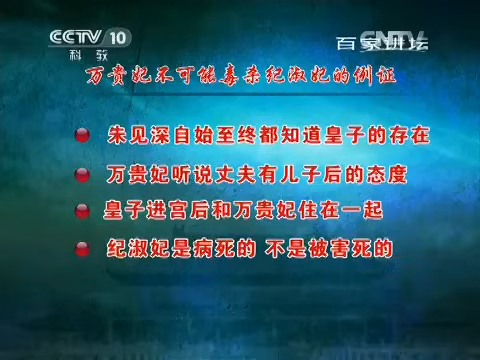 CCTV 10
科教
CNTV
百家讲坛
万贵妃不可能毒杀纪淑妃的例证
朱见深自始至终都知道皇子的存在
万贵妃听说丈夫有儿子后的态度
皇子进宫后和万贵妃住在一起
纪淑妃是病死的 不是被害死的